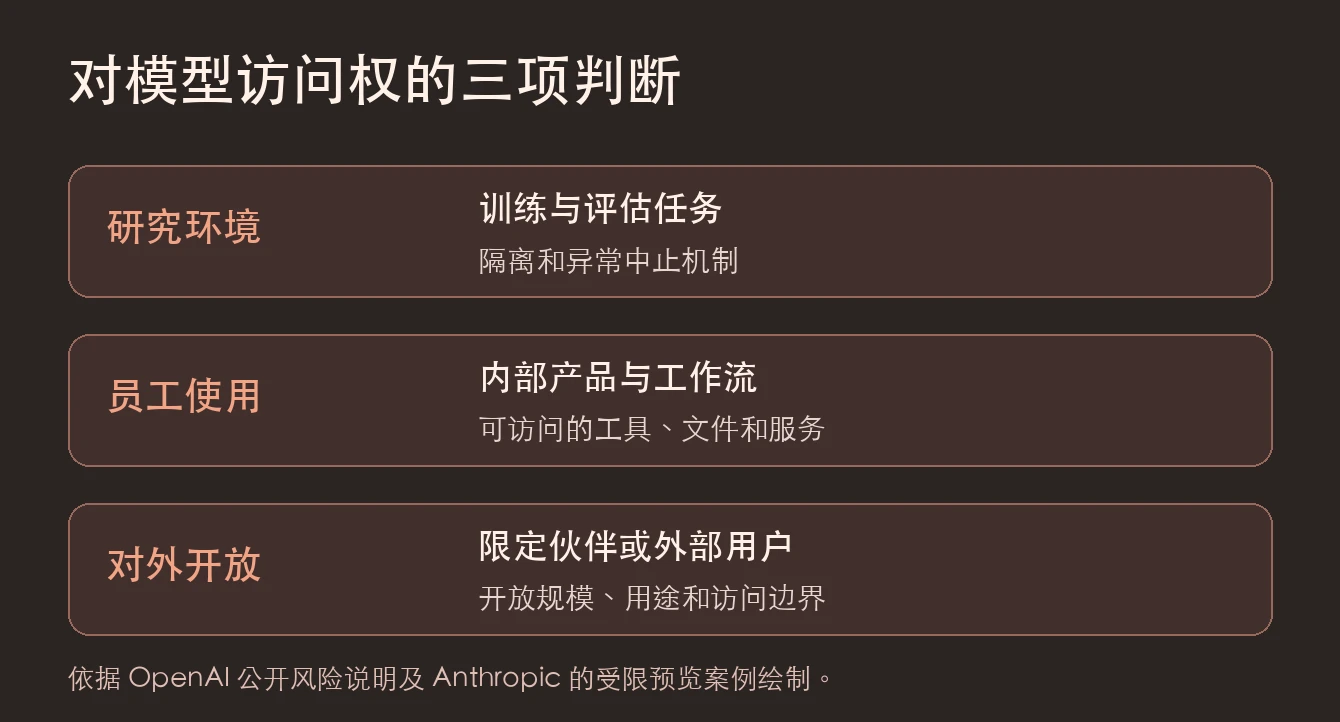 对模型访问权的三项判断
研究环境
训练与评估任务
隔离和异常中止机制
员工使用
内部产品与工作流
可访问的工具、文件和服务
对外开放
限定伙伴或外部用户
开放规模、用途和访问边界
依据 OpenAI 公开风险说明及 Anthropic 的受限预览案例绘制。